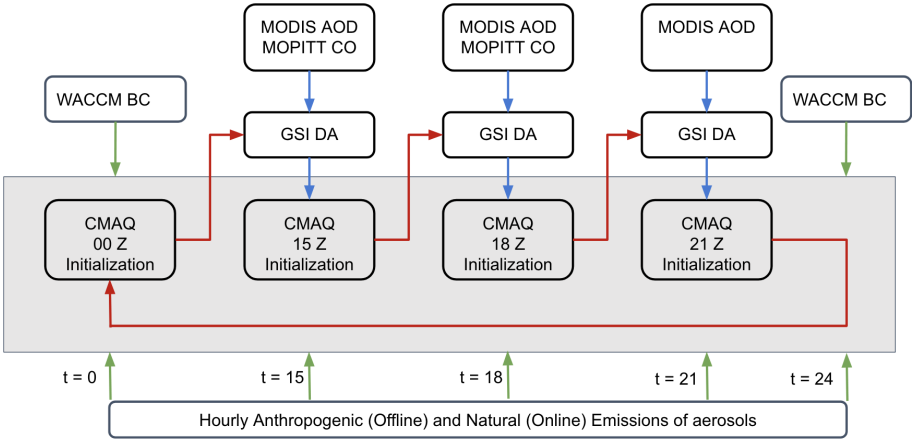 MODIS AOD
MOPITT CO
MODIS AOD
MOPITT CO
MODIS AOD
WACCM BC
GSI DA
GSI DA
GSI DA
WACCM BC
CMAQ
00 Z
Initialization
CMAQ
15 Z
Initialization
CMAQ
18 Z
Initialization
CMAQ
21 Z
Initialization
t = 0
t = 15
t = 18
t = 21
t = 24
Hourly Anthropogenic (Offline) and Natural (Online) Emissions of aerosols